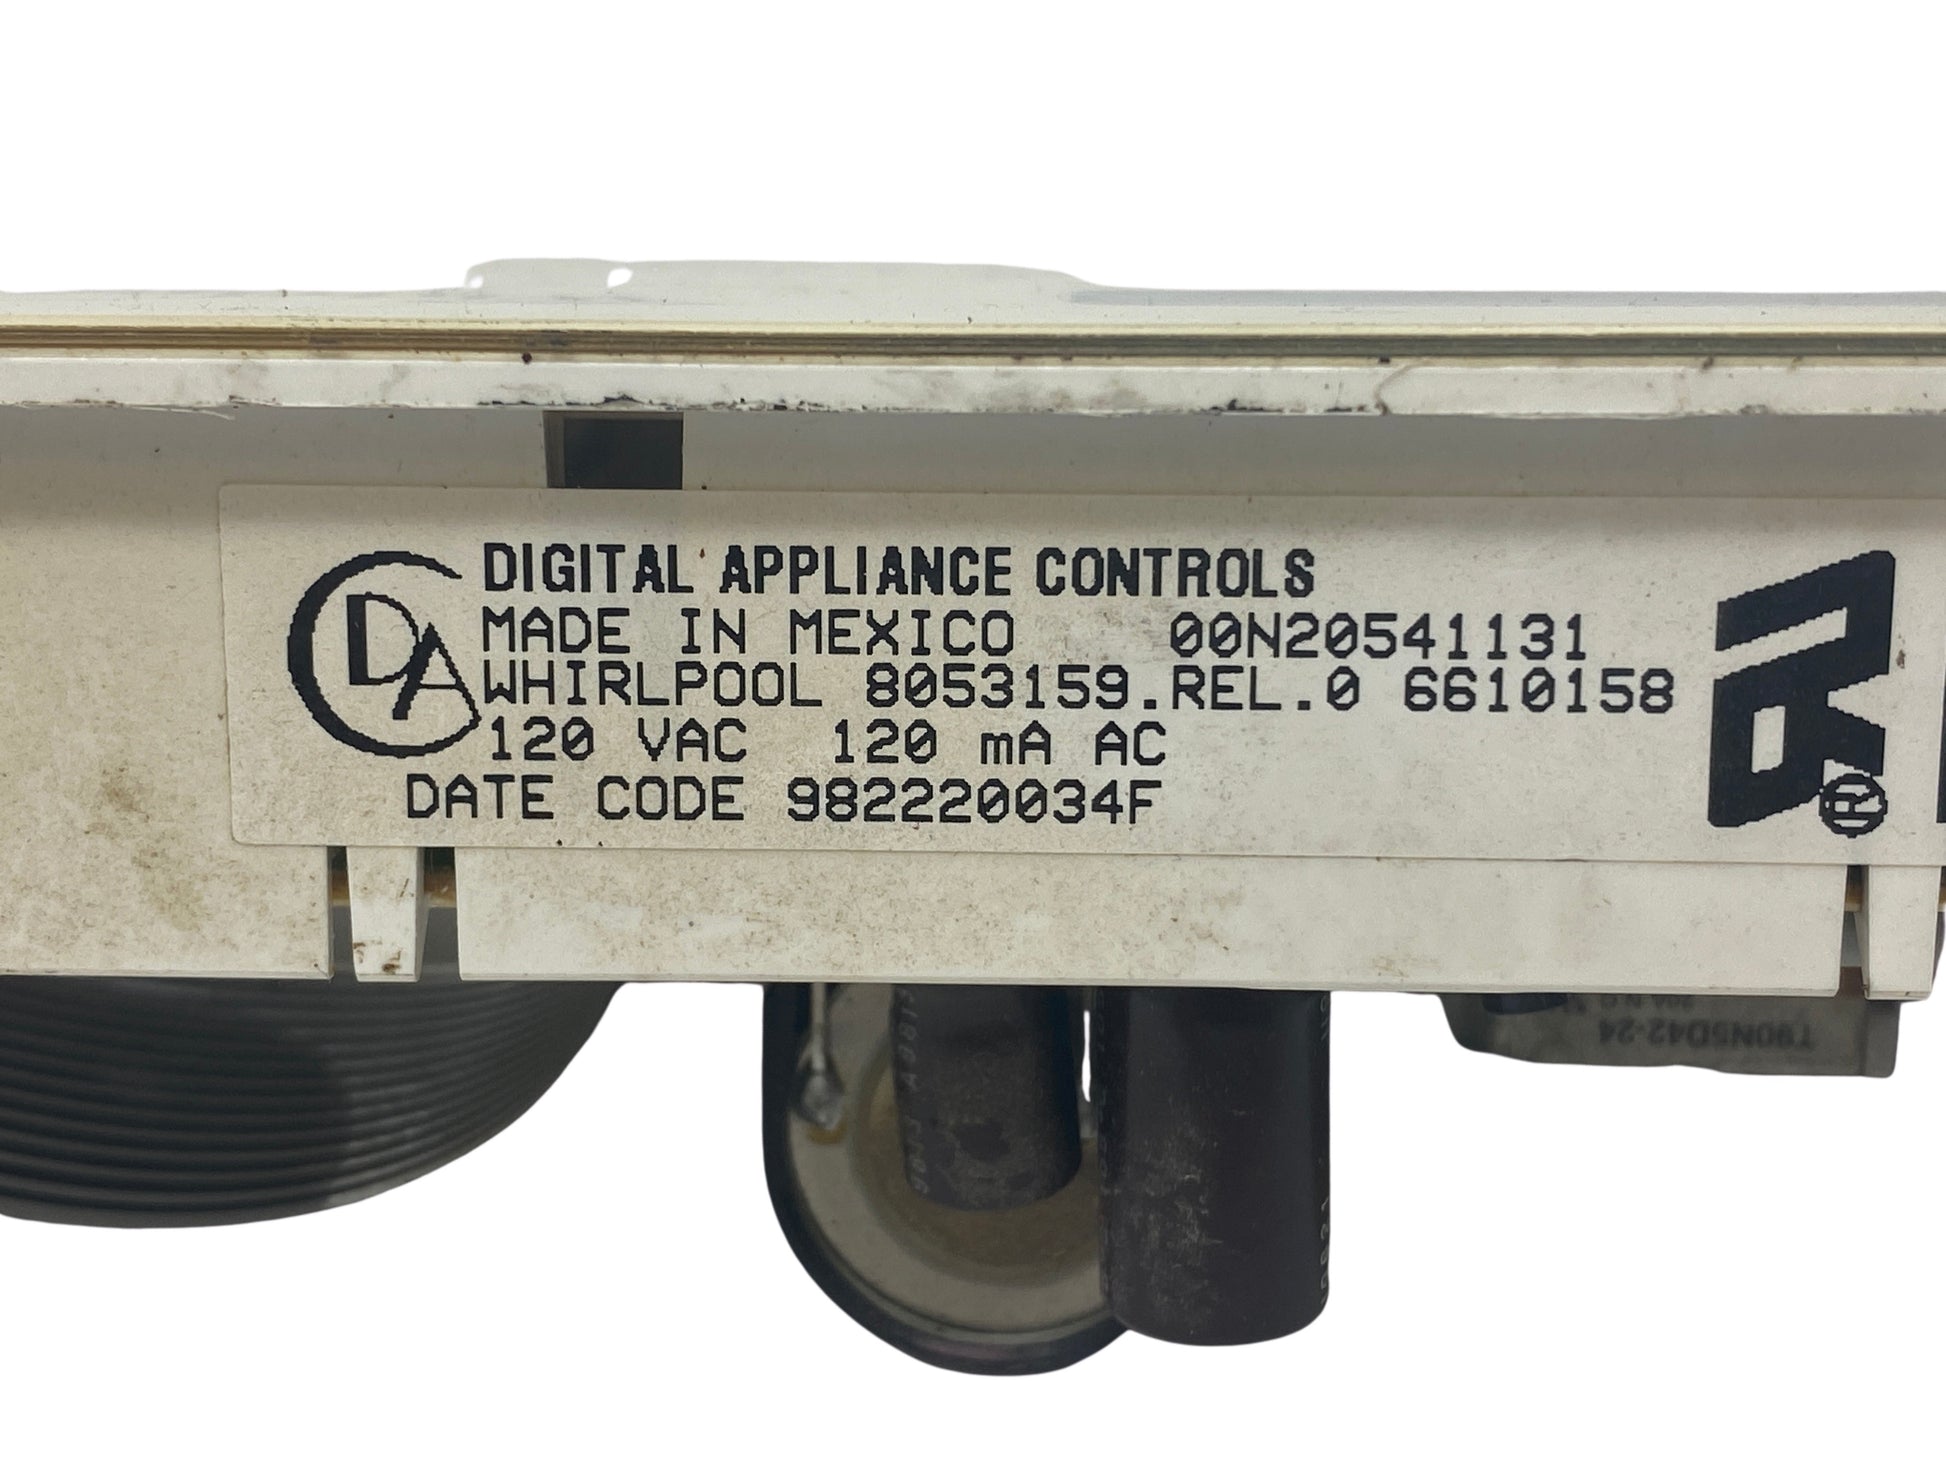 CDA
DIGITAL APPLIANCE CONTROLS
MADE IN MEXICO 00N20541131
WHIRLPOOL 8053159.REL.0 6610158
120 VAC 120 mA AC
DATE CODE 982220034F
T90N5D42-24